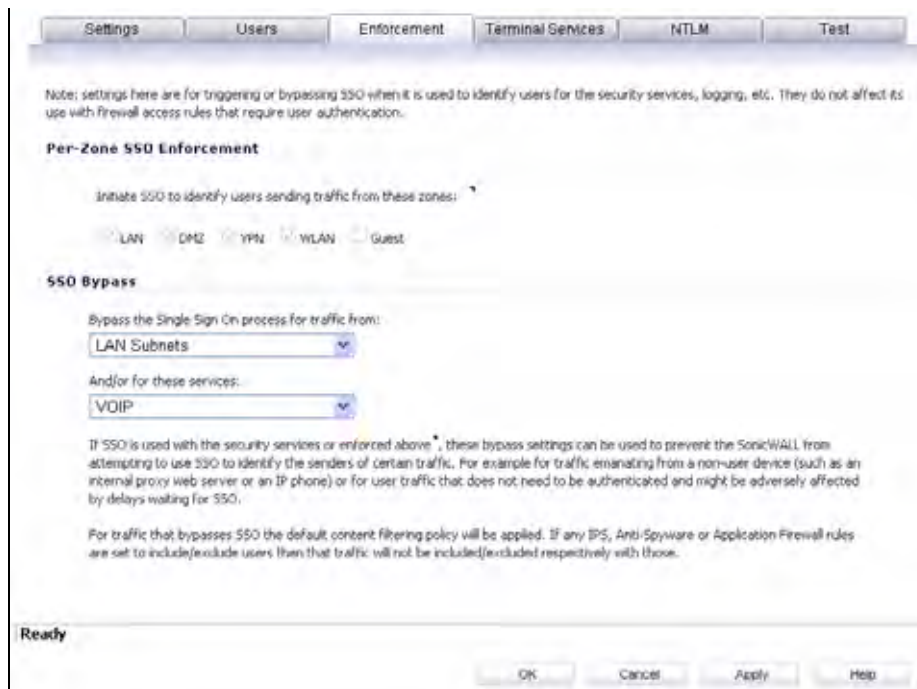 Settings Users Enforcement Terminal Services NTLM Test
Note: settings here are for triggering or bypassing SSO when it is used to identify users for the security services, logging, etc. They do not affect its
use with firewall access rules that require user authentication.
Per-Zone SSO Enforcement
Initiate SSO to identify users sending traffic from these zones:
LAN DMZ VPN WLAN Guest
SSO Bypass
Bypass the Single Sign On process for traffic from:
LAN Subnets
And/or for these services:
VOIP
If SSO is used with the security services or enforced above, these bypass settings can be used to prevent the SonicWALL from
attempting to use SSO to identify the senders of certain traffic. For example for traffic emanating from a non-user device (such as an
internal proxy web server or an IP phone) or for user traffic that does not need to be authenticated and might be adversely affected
by delays waiting for SSO.
For traffic that bypasses SSO the default content filtering policy will be applied. If any IPS, Anti-Spyware or Application Firewall rules
are set to include/exclude users then that traffic will not be included/excluded respectively with those.
Ready
OK Cancel Apply Help